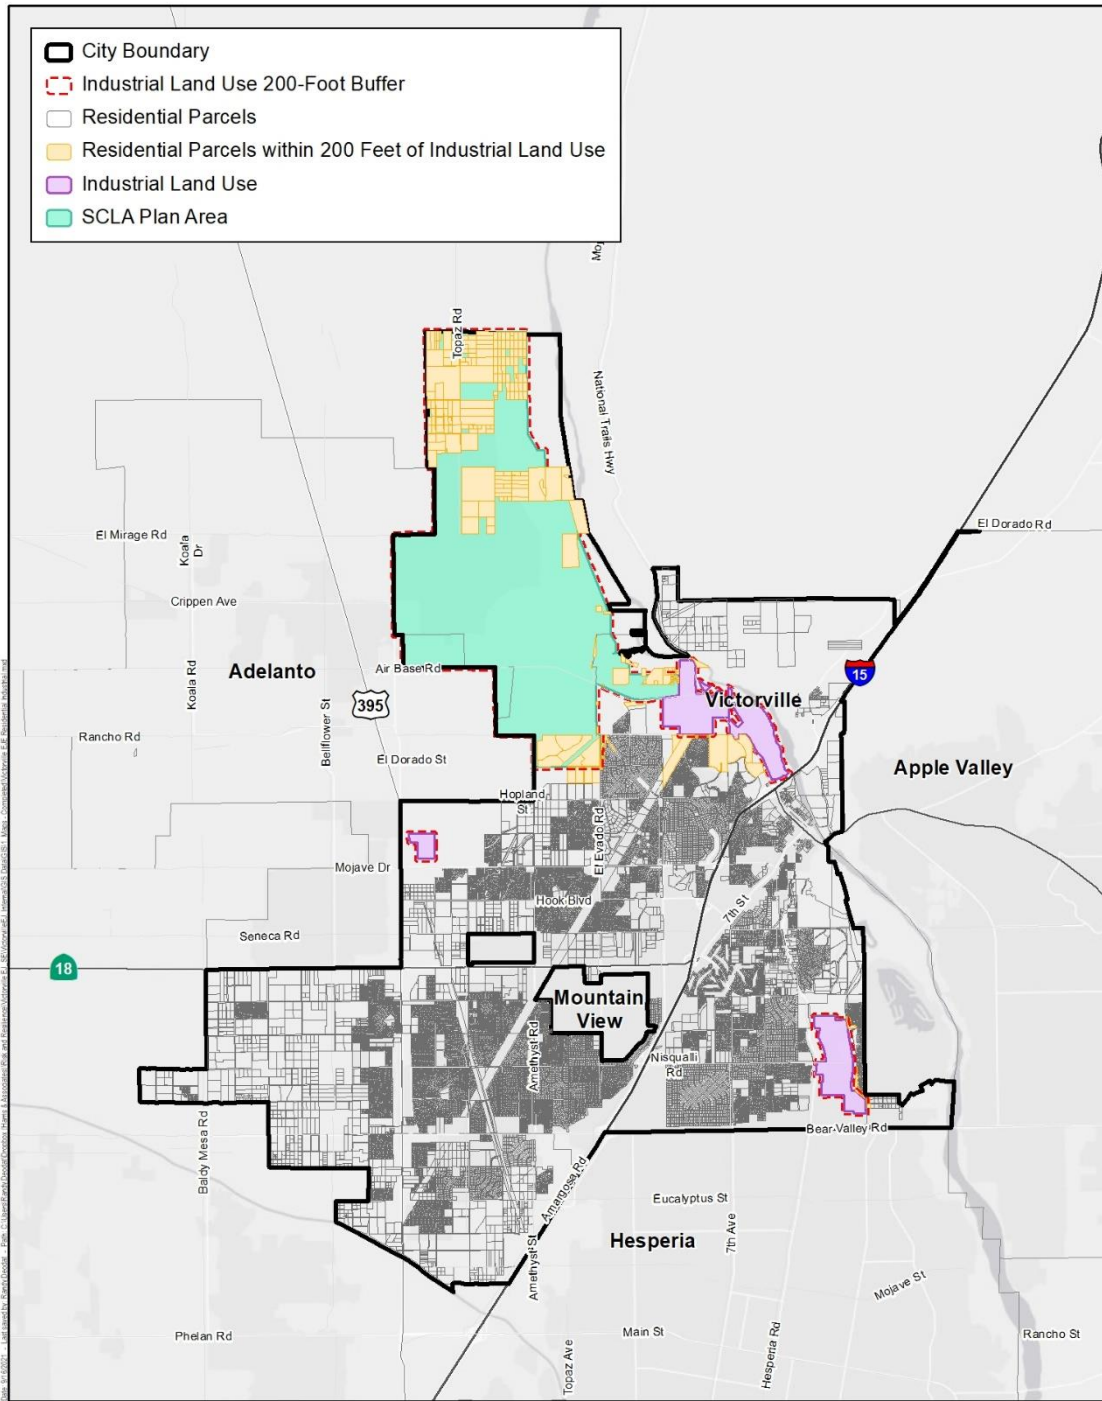 City Boundary
Industrial Land Use 200-Foot Buffer
Residential Parcels
Residential Parcels within 200 Feet of Industrial Land Use
Industrial Land Use
SCLA Plan Area
Topaz Rd
National Trails Hwy
El Mirage Rd
Koala Dr
El Dorado Rd
Crippen Ave
Koala Rd
Adelanto
Air Base Rd
395
15
Victorville
Rancho Rd
Bellflower St
El Dorado St
Apple Valley
Hopland St
El Evado Rd
Mojave Dr
Hook Blvd
7th St
Seneca Rd
18
Mountain View
Amethyst Rd
Nisqualli Rd
Baldy Mesa Rd
Bear Valley Rd
Amargosa Rd
Eucalyptus St
7th Ave
Hesperia
Amethyst St
Mojave St
Phelan Rd
Main St
Topaz Ave
Hesperia Rd
Rancho St